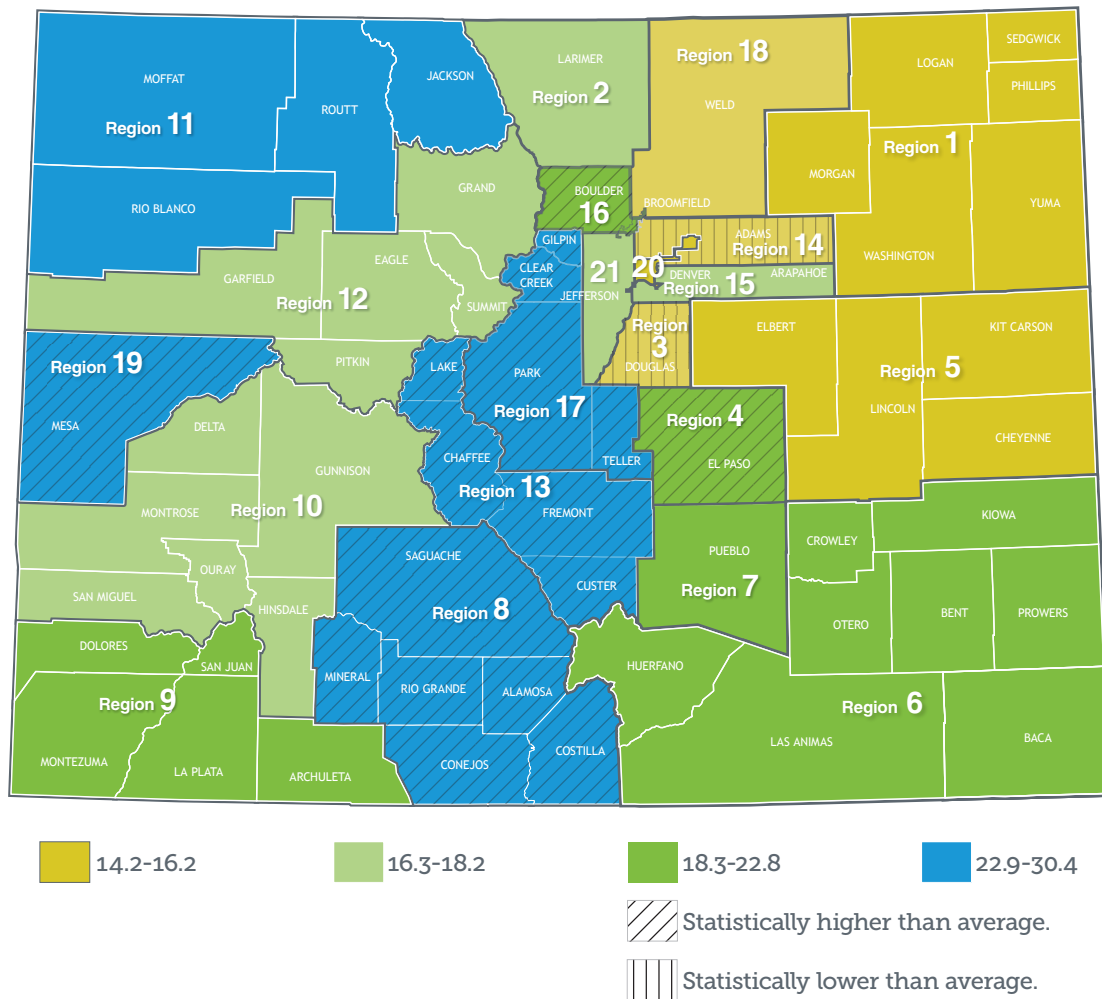 SEDGWICK
Region 18
LOGAN
LARIMER
JACKSON
MOFFAT
PHILLIPS
Region 2
WELD
ROUTT
Region 11
Region 1
MORGAN
GRAND
BOULDER
16
BROOMFIELD
YUMA
RIO BLANCO
ADAMS
Region 14
GILPIN
WASHINGTON
EAGLE
GARFIELD
CLEAR
CREEK
21
20
DENVER
ARAPAHOE
Region 15
JEFFERSON
Region 12
SUMMIT
Region
3
ELBERT
KIT CARSON
PITKIN
LAKE
DOUGLAS
Region 19
PARK
Region 5
Region 17
LINCOLN
MESA
DELTA
Region 4
CHEYENNE
CHAFFEE
TELLER
EL PASO
GUNNISON
Region 13
Region 10
MONTROSE
FREMONT
KIOWA
CROWLEY
SAGUACHE
PUEBLO
OURAY
Region 7
CUSTER
SAN MIGUEL
HINSDALE
Region 8
BENT
PROWERS
OTERO
DOLORES
SAN JUAN
HUERFANO
MINERAL
RIO GRANDE
ALAMOSA
Region 9
Region 6
LAS ANIMAS
BACA
COSTILLA
MONTEZUMA
LA PLATA
ARCHULETA
CONEJOS
14.2-16.2
16.3-18.2
18.3-22.8
22.9-30.4
Statistically higher than average.
Statistically lower than average.